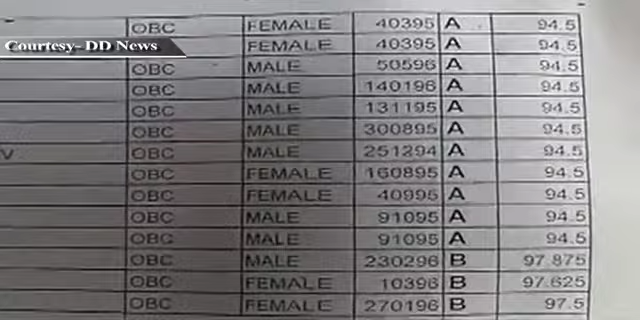 OBC FEMALE 40395 A 94.5
Courtesy- DD News
OBC FEMALE 40395 A 94.5
OBC MALE 50596 A 94.5
OBC MALE 140196 A 94.5
OBC MALE 131195 A 94.5
OBC MALE 300895 A 94.5
V OBC MALE 251294 A 94.5
OBC FEMALE 160895 A 94.5
OBC FEMALE 40995 A 94.5
OBC MALE 91095 A 94.5
OBC MALE 91095 A 94.5
OBC MALE 230296 B 97.875
OBC FEMALE 10396 B 97.625
OBC FEMALE 270196 B 97.5